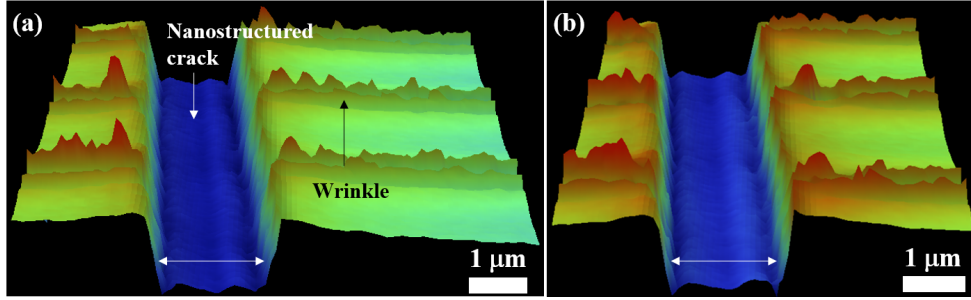 (a)
Nanostructured
crack
Wrinkle
1 μm
(b)
1 μm